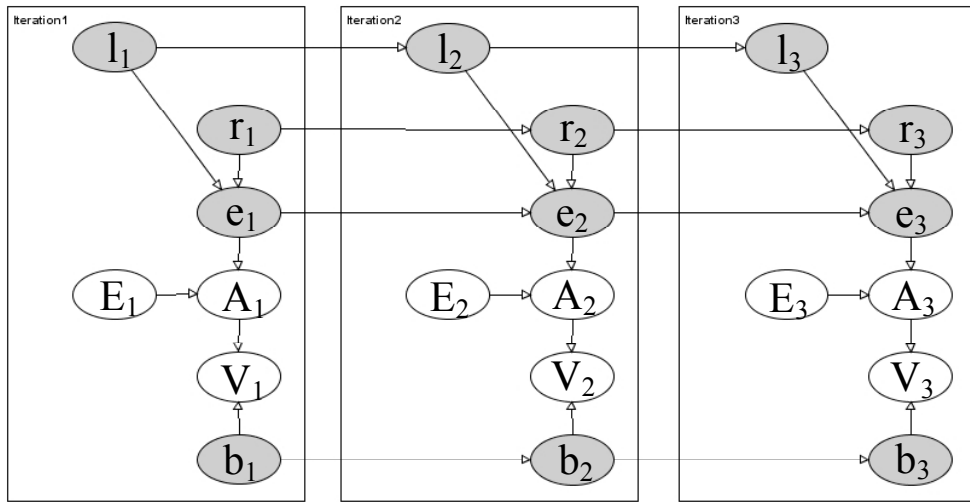 Iteration1
Iteration2
Iteration3
l₁
l₂
l₃
r₁
r₂
r₃
e₁
e₂
e₃
E₁
A₁
E₂
A₂
E₃
A₃
V₁
V₂
V₃
b₁
b₂
b₃